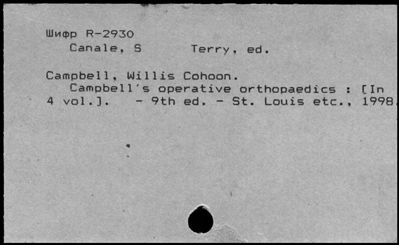 Шифр R-2930
Canale, S Terry, ed.
Campbell, Willis Cohoon.
Campbell's operative orthopaedics : [In
4 vol.]. - 9th ed. - St. Louis etc., 1998.